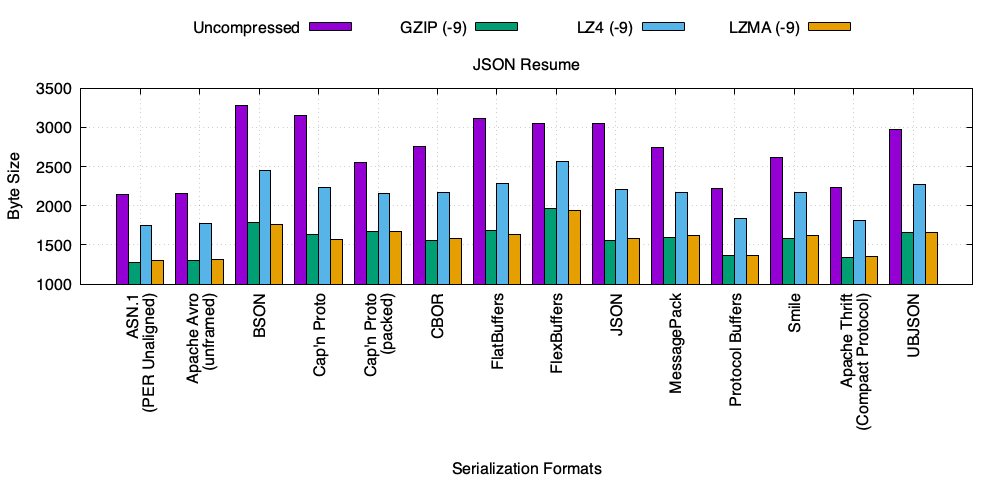 Uncompressed GZIP (-9) LZ4 (-9) LZMA (-9)
JSON Resume
3500
3000
2500
2000
1500
1000
Byte Size
ASN.1
(PER Unaligned)
Apache Avro
(unframed)
BSON
Cap'n Proto
Cap'n Proto
(packed)
CBOR
FlatBuffers
FlexBuffers
JSON
MessagePack
Protocol Buffers
Smile
Apache Thrift
(Compact Protocol)
UBJSON
Serialization Formats